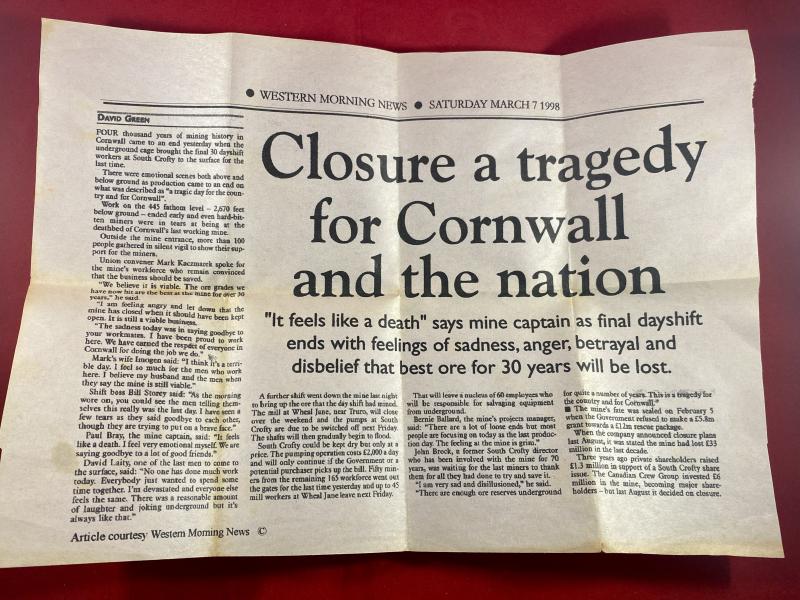 ● WESTERN MORNING NEWS ● SATURDAY MARCH 7 1998
DAVID GREEN
Closure a tragedy
for Cornwall
and the nation
"It feels like a death" says mine captain as final dayshift
ends with feelings of sadness, anger, betrayal and
disbelief that best ore for 30 years will be lost.
FOUR thousand years of mining history in
Cornwall came to an end yesterday when the
underground cage brought the final 30 dayshift
workers at South Crofty to the surface for the
last time.
There were emotional scenes both above and
below ground as production came to an end on
what was described as "a tragic day for the coun-
try and for Cornwall".
Work on the 445 fathom level – 2,670 feet
below ground – ended early and even hard-bit-
ten miners were in tears at being at the
deathbed of Cornwall's last working mine.
Outside the mine entrance, more than 100
people gathered in silent vigil to show their sup-
port for the miners.
Union convener Mark Kaczmarek spoke for
the mine's workforce who remain convinced
that the business should be saved.
"We believe it is viable. The ore grades we
have now hit are the best at the mine for over 30
years," he said.
"I am feeling angry and let down that the
mine has closed when it should have been kept
open. It is still a viable business.
"The sadness today was in saying goodbye to
your workmates. I have been proud to work
here. We have earned the respect of everyone in
Cornwall for doing the job we do."
Mark's wife Imogen said: "I think it's a terri-
ble day. I feel so much for the men who work
here. I believe my husband and the men when
they say the mine is still viable."
Shift boss Bill Storey said: "As the morning
wore on, you could see the men telling them-
selves this really was the last day. I have seen a
few tears as they said goodbye to each other,
though they are trying to put on a brave face."
Paul Bray, the mine captain, said: "It feels
like a death. I feel very emotional myself. We are
saying goodbye to a lot of good friends."
David Laity, one of the last men to come to
the surface, said: "No one has done much work
today. Everybody just wanted to spend some
time together. I'm devastated and everyone else
feels the same. There was a reasonable amount
of laughter and joking underground but it's
always like that."
A further shift went down the mine last night
to bring up the ore that the day shift had mined.
The mill at Wheal Jane, near Truro, will close
over the weekend and the pumps at South
Crofty are due to be switched off next Friday.
The shafts will then gradually begin to flood.
South Crofty could be kept dry but only at a
price. The pumping operation costs £2,000 a day
and will only continue if the Government or a
potential purchaser picks up the bill. Fifty min-
ers from the remaining 165 workforce went out
the gates for the last time yesterday and up to 45
mill workers at Wheal Jane leave next Friday.
That will leave a nucleus of 60 employees who
will be responsible for salvaging equipment
from underground.
Bernie Ballard, the mine's projects manager,
said: "There are a lot of loose ends but most
people are focusing on today as the last produc-
tion day. The feeling at the mine is grim."
John Brock, a former South Crofty director
who has been involved with the mine for 70
years, was waiting for the last miners to thank
them for all they had done to try and save it.
"I am very sad and disillusioned," he said.
"There are enough ore reserves underground
for quite a number of years. This is a tragedy for
the country and for Cornwall."
■ The mine's fate was sealed on February 5
when the Government refused to make a £5.8m
grant towards a £12m rescue package.
When the company announced closure plans
last August, it was stated the mine had lost £33
million in the last decade.
Three years ago private shareholders raised
£1.3 million in support of a South Crofty share
issue. The Canadian Crew Group invested £6
million in the mine, becoming major share-
holders – but last August it decided on closure.
Article courtesy Western Morning News ©